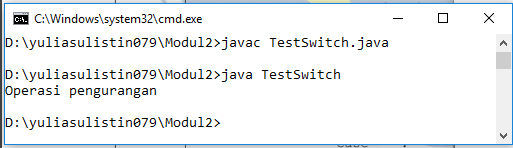 C:\Windows\system32\cmd.exe
D:\yuliasulistin079\Modul2>javac TestSwitch.java
D:\yuliasulistin079\Modul2>java TestSwitch
Operasi pengurangan
D:\yuliasulistin079\Modul2>